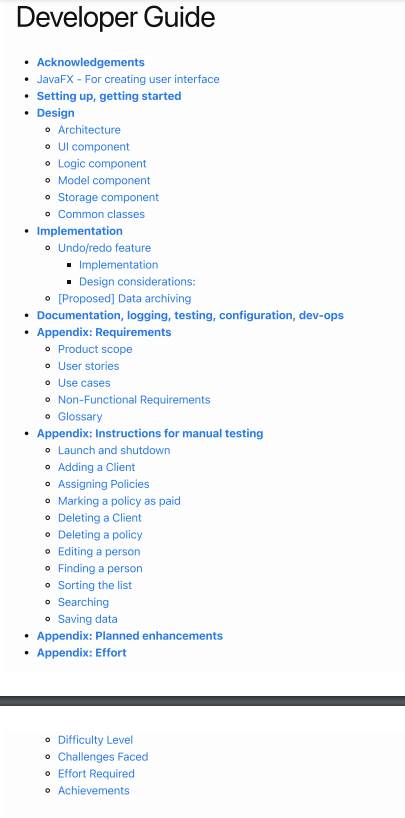 Developer Guide
Acknowledgements
JavaFX - For creating user interface
Setting up, getting started
Design
Architecture
UI component
Logic component
Model component
Storage component
Common classes
Implementation
Undo/redo feature
Implementation
Design considerations:
[Proposed] Data archiving
Documentation, logging, testing, configuration, dev-ops
Appendix: Requirements
Product scope
User stories
Use cases
Non-Functional Requirements
Glossary
Appendix: Instructions for manual testing
Launch and shutdown
Adding a Client
Assigning Policies
Marking a policy as paid
Deleting a Client
Deleting a policy
Editing a person
Finding a person
Sorting the list
Searching
Saving data
Appendix: Planned enhancements
Appendix: Effort
Difficulty Level
Challenges Faced
Effort Required
Achievements